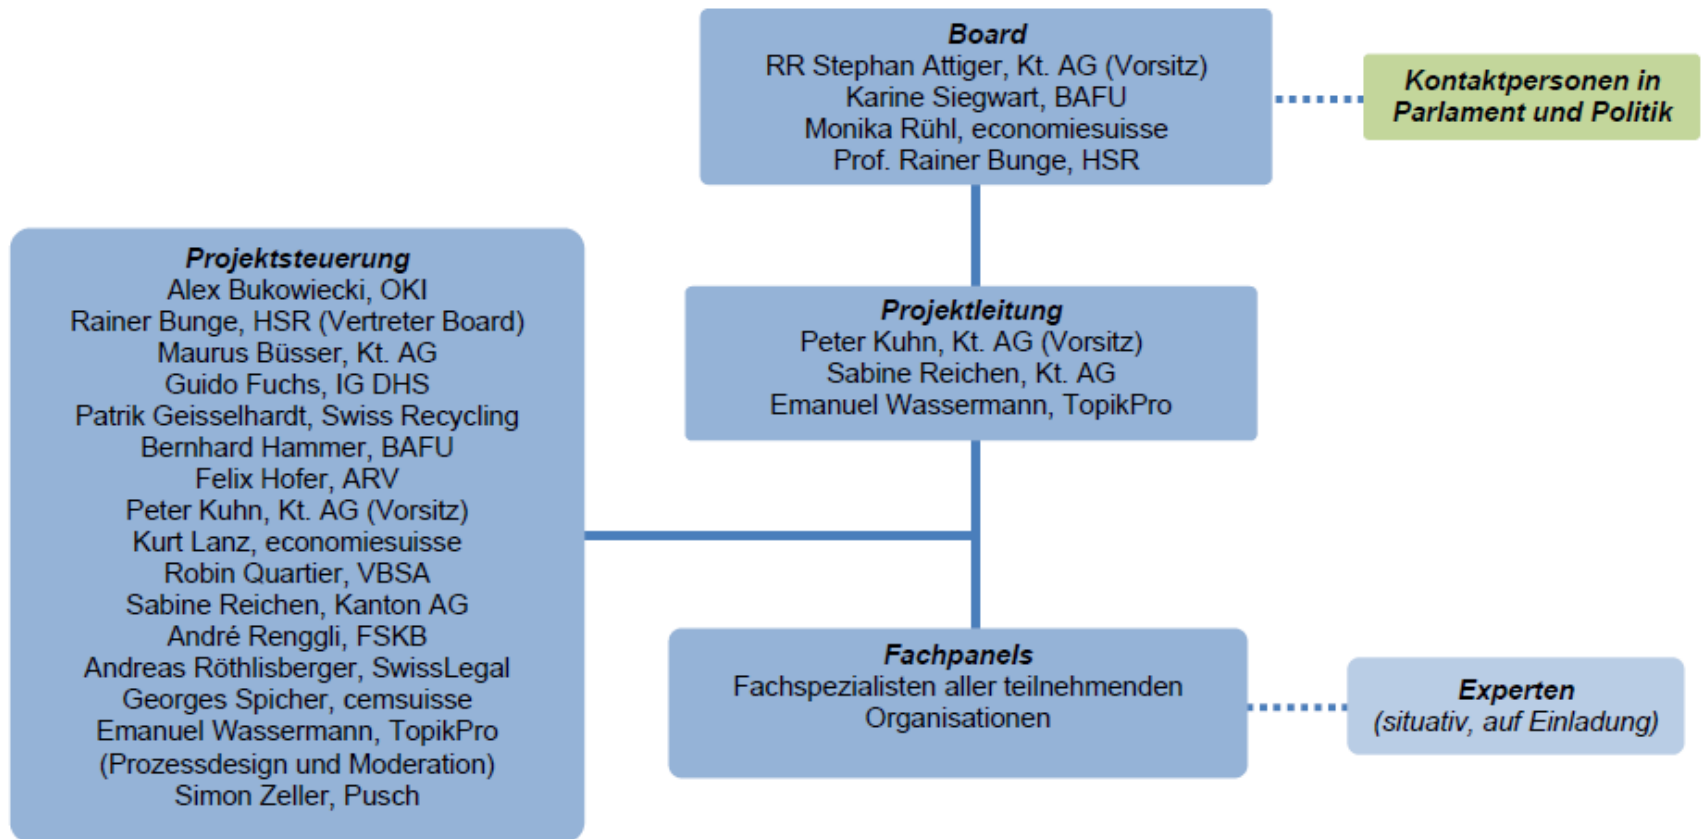 Board
RR Stephan Attiger, Kt. AG (Vorsitz)
Karine Siegwart, BAFU
Monika Rühl, economiesuisse
Prof. Rainer Bunge, HSR
Kontaktpersonen in
Parlament und Politik
Projektsteuerung
Alex Bukowiecki, OKI
Rainer Bunge, HSR (Vertreter Board)
Maurus Büsser, Kt. AG
Guido Fuchs, IG DHS
Patrik Geisselhardt, Swiss Recycling
Bernhard Hammer, BAFU
Felix Hofer, ARV
Peter Kuhn, Kt. AG (Vorsitz)
Kurt Lanz, economiesuisse
Robin Quartier, VBSA
Sabine Reichen, Kanton AG
André Renggli, FSKB
Andreas Röthlisberger, SwissLegal
Georges Spicher, cemsuisse
Emanuel Wassermann, TopikPro
(Prozessdesign und Moderation)
Simon Zeller, Pusch
Projektleitung
Peter Kuhn, Kt. AG (Vorsitz)
Sabine Reichen, Kt. AG
Emanuel Wassermann, TopikPro
Fachpanels
Fachspezialisten aller teilnehmenden
Organisationen
Experten
(situativ, auf Einladung)